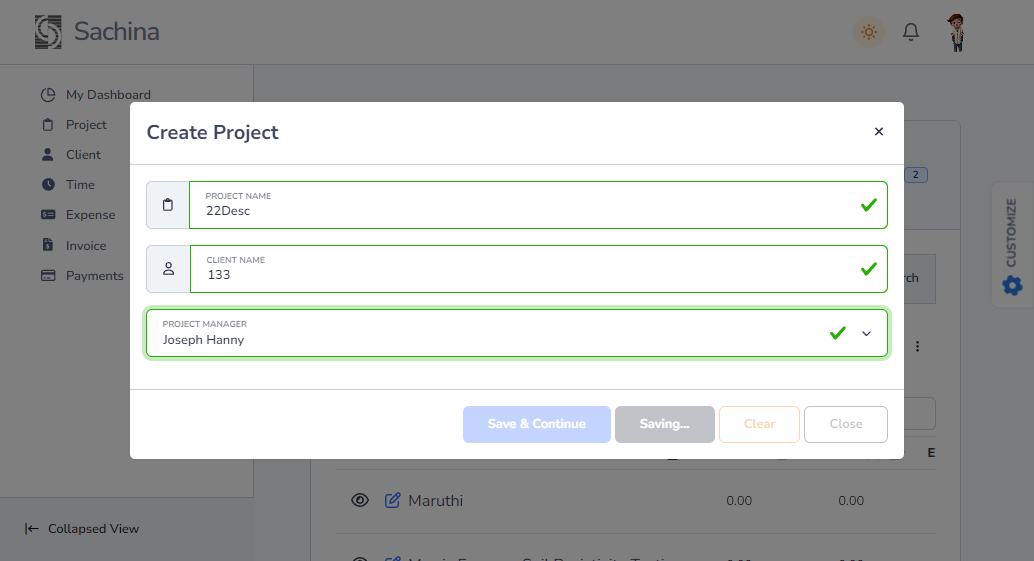 Sachina
My Dashboard
Project
Client
Time
Expense
Invoice
Payments
Collapsed View
Create Project
PROJECT NAME
22Desc
CLIENT NAME
133
PROJECT MANAGER
Joseph Hanny
Save & Continue
Saving...
Clear
Close
2
CUSTOMIZE
rch
E
Maruthi
0.00
0.00